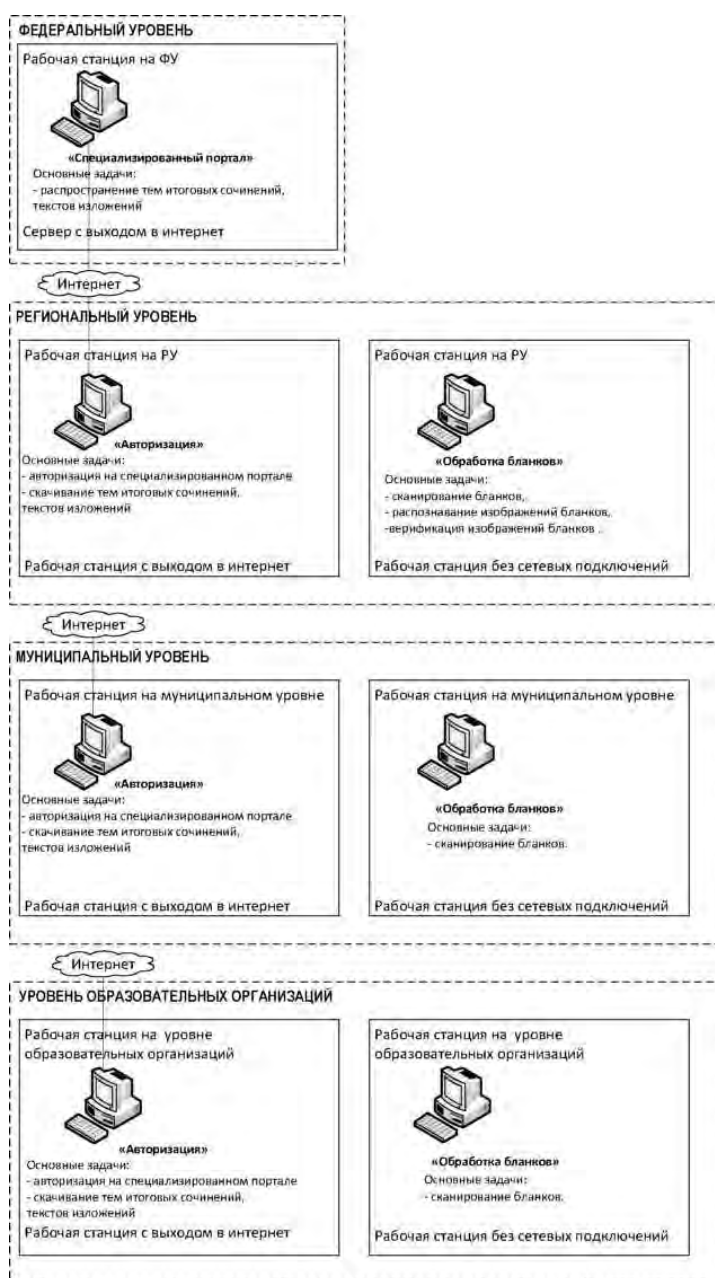 ФЕДЕРАЛЬНЫЙ УРОВЕНЬ
Рабочая станция на ФУ
«Специализированный портал»
Основные задачи:
- распространение тем итоговых сочинений,
текстов изложений
Сервер с выходом в интернет
Интернет
РЕГИОНАЛЬНЫЙ УРОВЕНЬ
Рабочая станция на РУ
«Авторизация»
Основные задачи:
- авторизация на специализированном портале
- скачивание тем итоговых сочинений,
текстов изложений
Рабочая станция с выходом в интернет
Рабочая станция на РУ
«Обработка бланков»
Основные задачи:
- сканирование бланков,
- распознавание изображений бланков,
-верификация изображений бланков .
Рабочая станция без сетевых подключений
Интернет
МУНИЦИПАЛЬНЫЙ УРОВЕНЬ
Рабочая станция на муниципальном уровне
«Авторизация»
Основные задачи:
- авторизация на специализированном портале
- скачивание тем итоговых сочинений,
текстов изложений
Рабочая станция с выходом в интернет
Рабочая станция на муниципальном уровне
«Обработка бланков»
Основные задачи:
- сканирование бланков.
Рабочая станция без сетевых подключений
Интернет
УРОВЕНЬ ОБРАЗОВАТЕЛЬНЫХ ОРГАНИЗАЦИЙ
Рабочая станция на уровне
образовательных организаций
«Авторизация»
Основные задачи:
- авторизация на специализированном портале
- скачивание тем итоговых сочинений,
текстов изложений
Рабочая станция с выходом в интернет
Рабочая станция на уровне
образовательных организаций
«Обработка бланков»
Основные задачи:
- сканирование бланков.
Рабочая станция без сетевых подключений